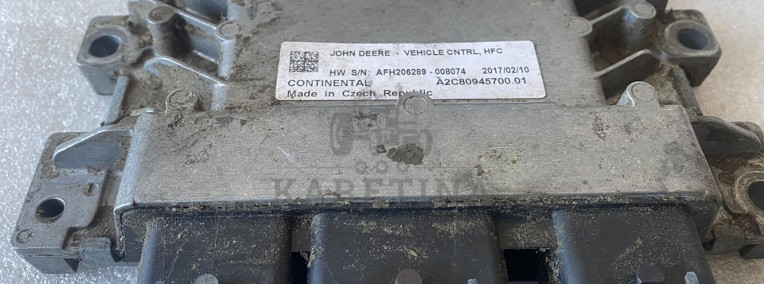 JOHN DEERE - VEHICLE CNTRL, HFC
HW S/N: AFH206289 - 008074 2017/02/10
CONTINENTAL A2C80945700.01
Made in Czech Republic
KARETINA